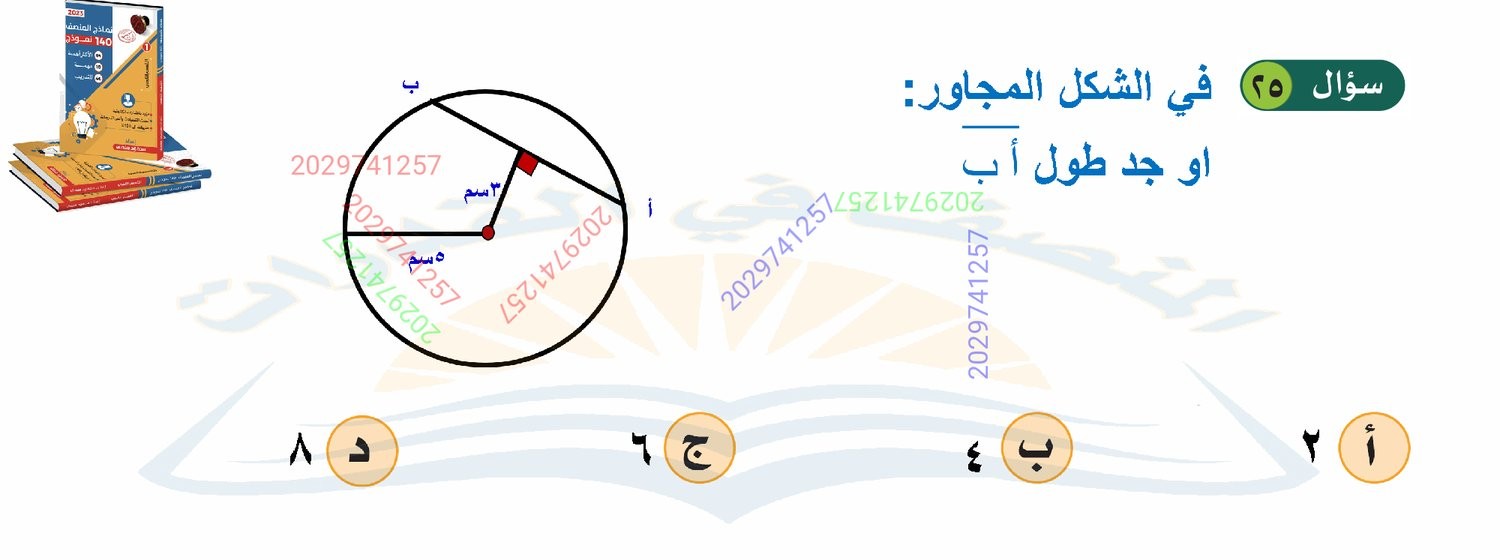 سؤال ٢٥
في الشكل المجاور:
او جد طول أ ب
ب
أ
٣سم
٥سم
2029741257
2029741257
2029741257
2029741257
2029741257
2029741257
2029741257
أ ٢
ب ٤
ج ٦
د ٨
2023
نماذج المنصف
140 نموذج